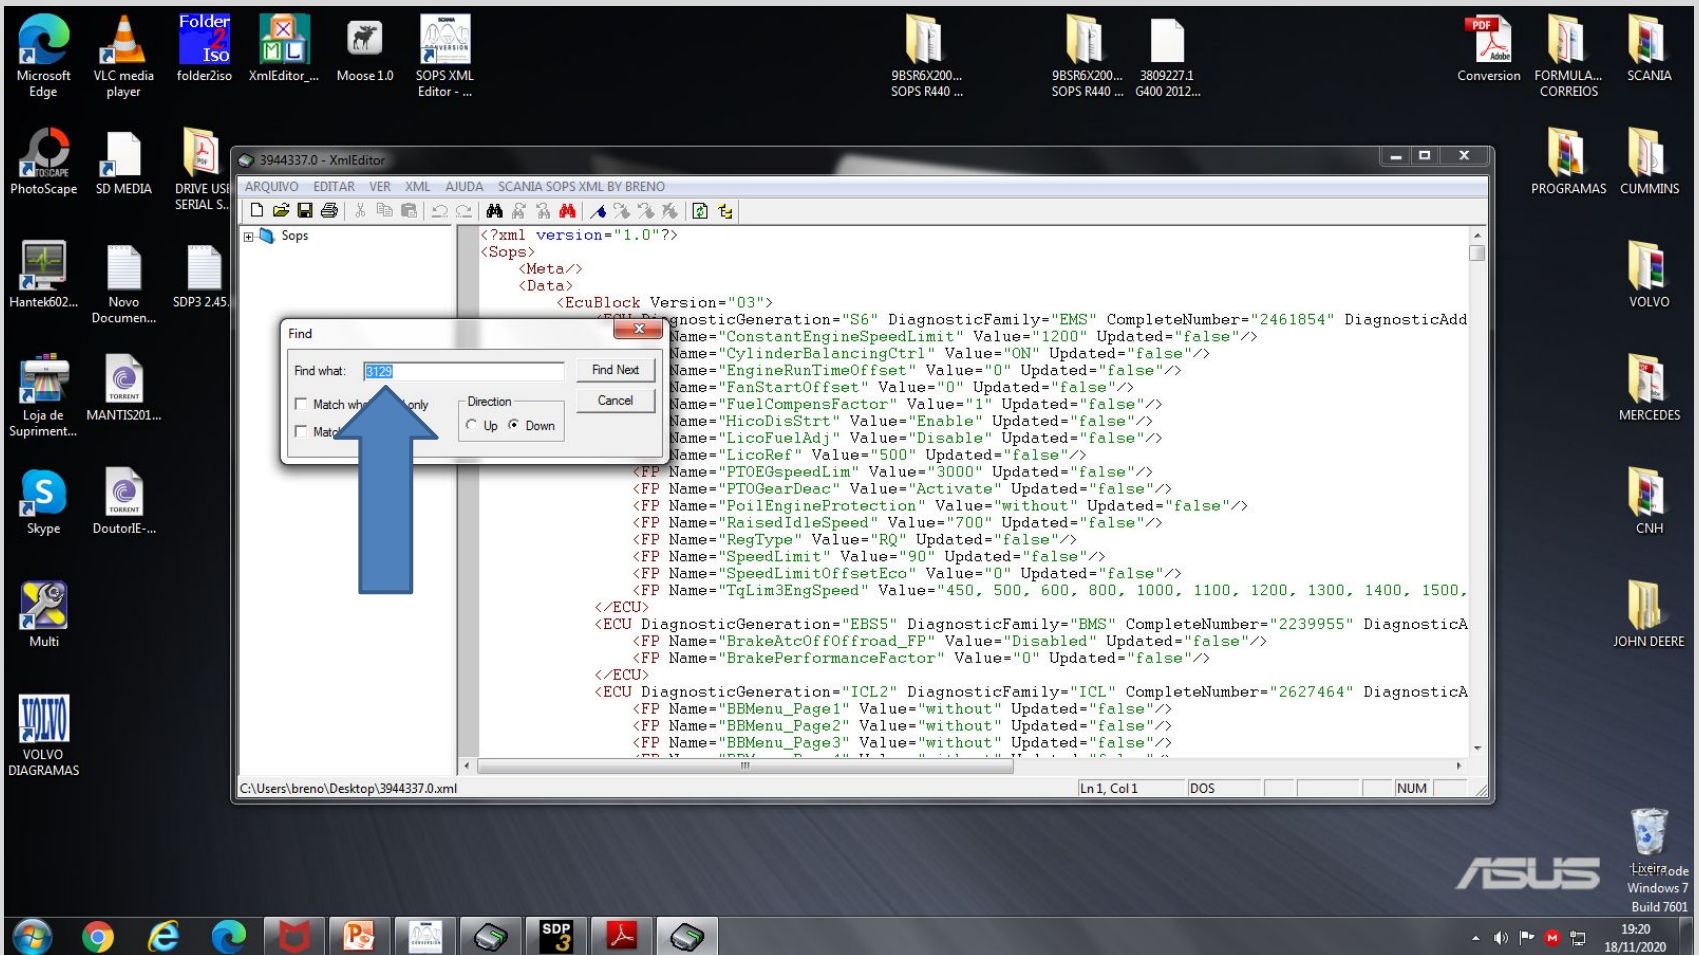 Folder
2
Iso
SCANIA
CONVERSION
PDF
Adobe
Microsoft
Edge
VLC media
player
folder2iso
XmlEditor_...
Moose1.0
SOPS XML
Editor - ...
9BSR6X200...
SOPS R440 ...
9BSR6X200...
SOPS R440 ...
3809227.1
G400 2012...
Conversion
FORMULA...
CORREIOS
SCANIA
PhotoScape
SD MEDIA
DRIVE USB
SERIAL S...
PROGRAMAS
CUMMINS
Hantek602...
Novo
Documen...
SDP3 2.45.
VOLVO
TORRENT
Loja de
Supriment...
MANTIS201...
MERCEDES
TORRENT
Skype
DoutorIE-...
CNH
Multi
JOHN DEERE
VOLVO
VOLVO
DIAGRAMAS
3944337.0 - XmlEditor
ARQUIVO EDITAR VER XML AJUDA SCANIA SOPS XML BY BRENO
Sops
<?xml version="1.0"?>
<Sops>
<Meta/>
<Data>
<EcuBlock Version="03">
<ECU DiagnosticGeneration="S6" DiagnosticFamily="EMS" CompleteNumber="2461854" DiagnosticAdd
Name="ConstantEngineSpeedLimit" Value="1200" Updated="false"/>
Name="CylinderBalancingCtrl" Value="ON" Updated="false"/>
Name="EngineRunTimeOffset" Value="0" Updated="false"/>
Name="FanStartOffset" Value="0" Updated="false"/>
Name="FuelCompensFactor" Value="1" Updated="false"/>
Name="HicoDisStrt" Value="Enable" Updated="false"/>
Name="LicoFuelAdj" Value="Disable" Updated="false"/>
Name="LicoRef" Value="500" Updated="false"/>
<FP Name="PTOEGspeedLim" Value="3000" Updated="false"/>
<FP Name="PTOGearDeac" Value="Activate" Updated="false"/>
<FP Name="PoilEngineProtection" Value="without" Updated="false"/>
<FP Name="RaisedIdleSpeed" Value="700" Updated="false"/>
<FP Name="RegType" Value="RQ" Updated="false"/>
<FP Name="SpeedLimit" Value="90" Updated="false"/>
<FP Name="SpeedLimitOffsetEco" Value="0" Updated="false"/>
<FP Name="TqLim3EngSpeed" Value="450, 500, 600, 800, 1000, 1100, 1200, 1300, 1400, 1500,
</ECU>
<ECU DiagnosticGeneration="EBS5" DiagnosticFamily="BMS" CompleteNumber="2239955" DiagnosticA
<FP Name="BrakeAtcOffOffroad_FP" Value="Disabled" Updated="false"/>
<FP Name="BrakePerformanceFactor" Value="0" Updated="false"/>
</ECU>
<ECU DiagnosticGeneration="ICL2" DiagnosticFamily="ICL" CompleteNumber="2627464" DiagnosticA
<FP Name="BBMenu_Page1" Value="without" Updated="false"/>
<FP Name="BBMenu_Page2" Value="without" Updated="false"/>
<FP Name="BBMenu_Page3" Value="without" Updated="false"/>
Find
Find what: 3129
Find Next
Match only
Direction
Cancel
Up Down
C:\Users\breno\Desktop\3944337.0.xml
Ln 1, Col 1
DOS
NUM
ASUS
Lixeira
Windows 7
Build 7601
SDP
3
19:20
18/11/2020